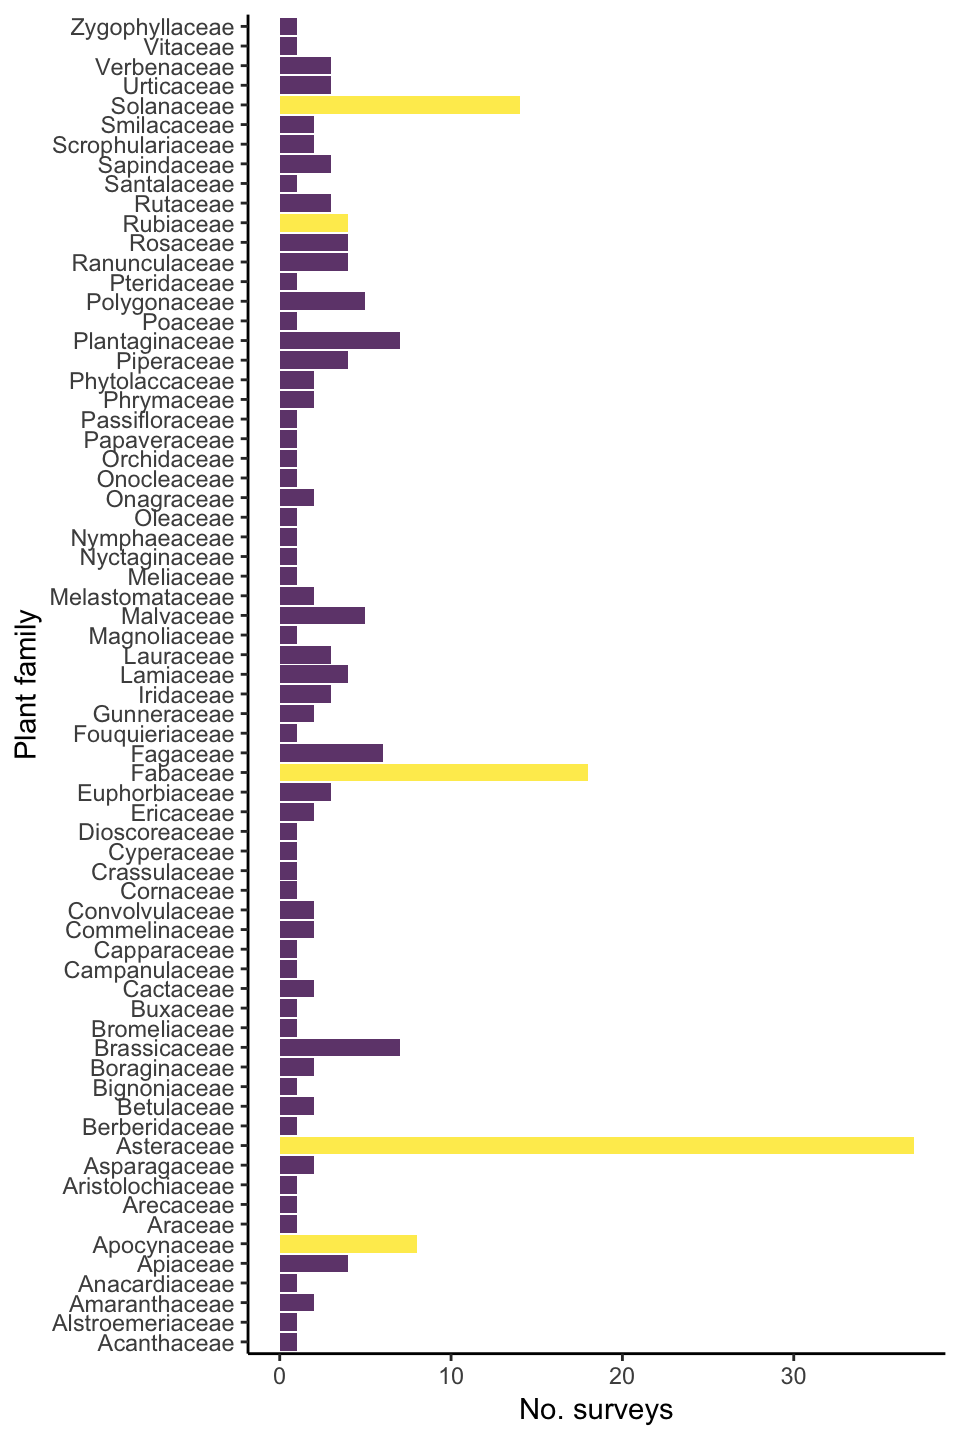 Zygophyllaceae
Vitaceae
Verbenaceae
Urticaceae
Solanaceae
Smilacaceae
Scrophulariaceae
Sapindaceae
Santalaceae
Rutaceae
Rubiaceae
Rosaceae
Ranunculaceae
Pteridaceae
Polygonaceae
Poaceae
Plantaginaceae
Piperaceae
Phytolaccaceae
Phrymaceae
Passifloraceae
Papaveraceae
Orchidaceae
Onocleaceae
Onagraceae
Oleaceae
Nymphaeaceae
Nyctaginaceae
Meliaceae
Melastomataceae
Malvaceae
Magnoliaceae
Lauraceae
Lamiaceae
Iridaceae
Gunneraceae
Fouquieriaceae
Fagaceae
Fabaceae
Euphorbiaceae
Ericaceae
Dioscoreaceae
Cyperaceae
Crassulaceae
Cornaceae
Convolvulaceae
Commelinaceae
Capparaceae
Campanulaceae
Cactaceae
Buxaceae
Bromeliaceae
Brassicaceae
Boraginaceae
Bignoniaceae
Betulaceae
Berberidaceae
Asteraceae
Asparagaceae
Aristolochiaceae
Arecaceae
Araceae
Apocynaceae
Apiaceae
Anacardiaceae
Amaranthaceae
Alstroemeriaceae
Acanthaceae
Plant family
0 10 20 30
No. surveys